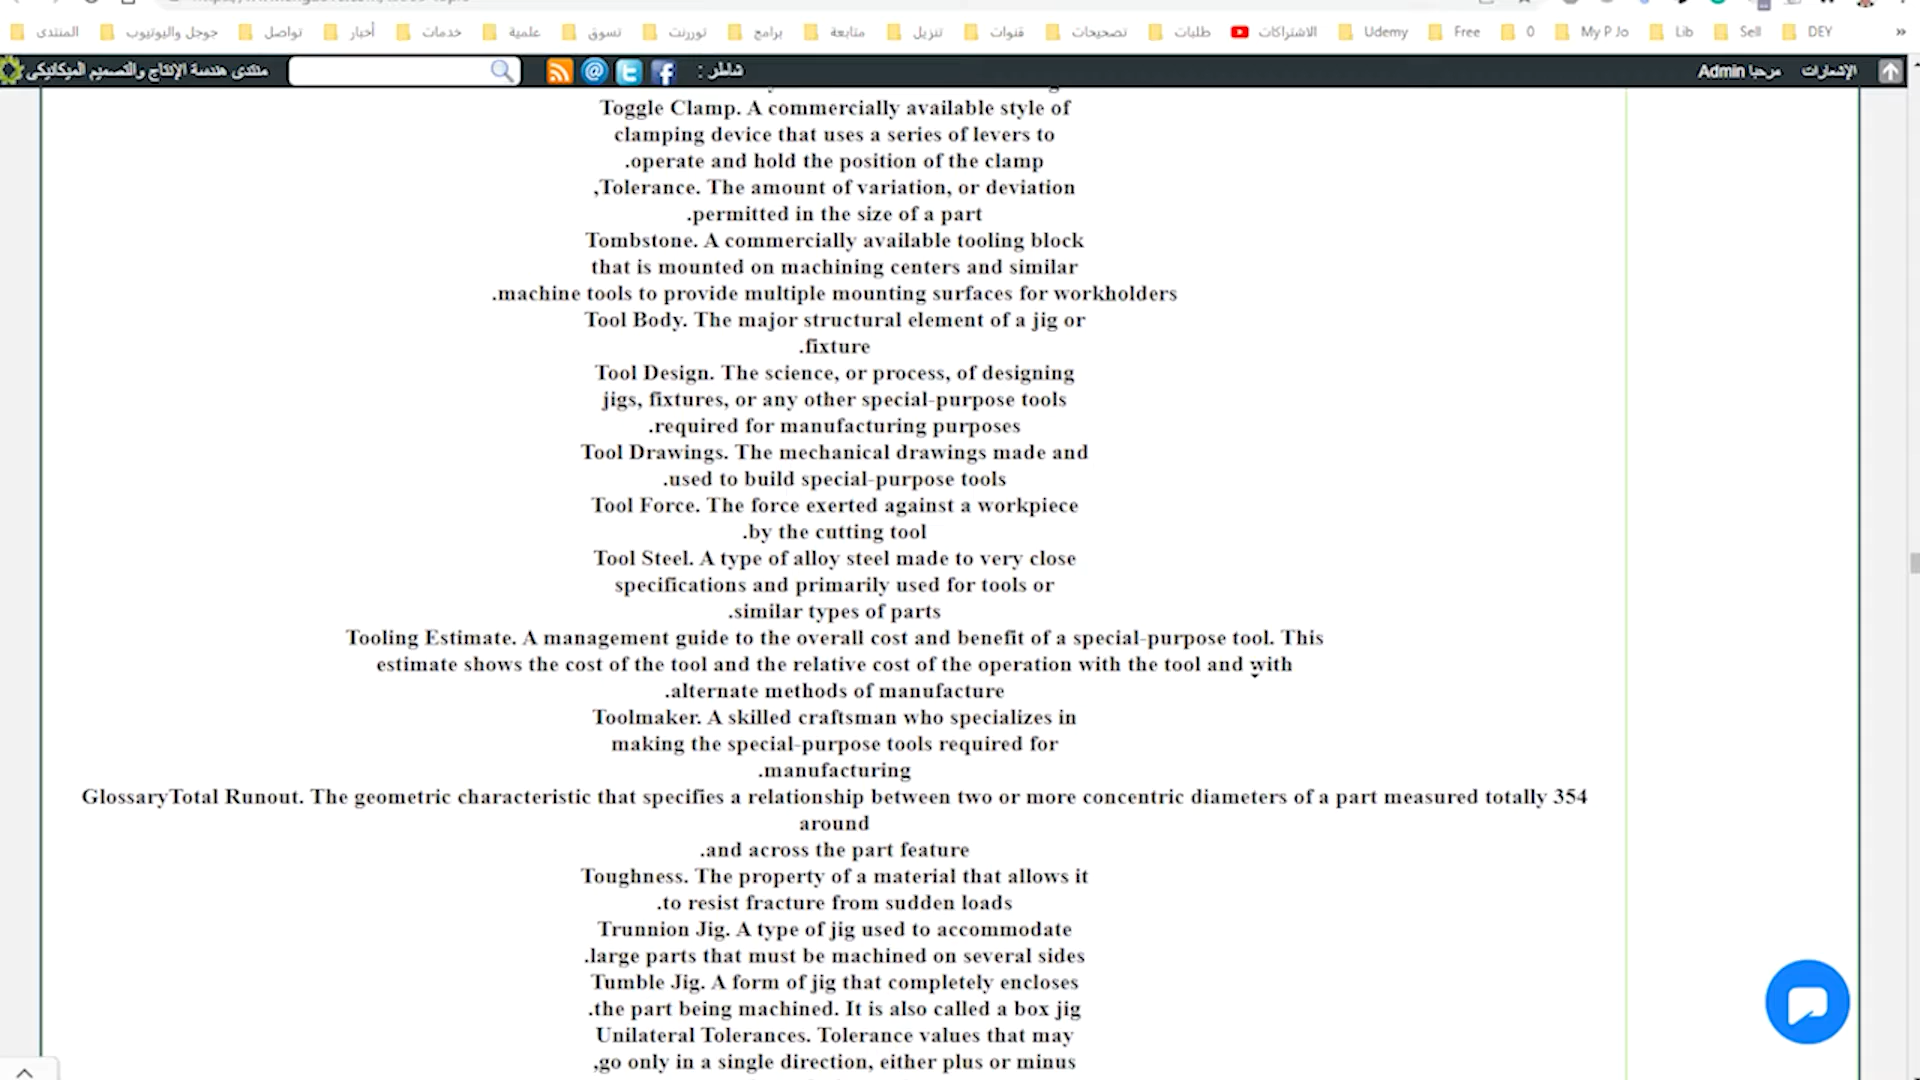 المنتدى جوجل واليوتيوب تواصل أخبار خدمات علمية تسوق تورنت برامج متابعة تنزيل قنوات تصحيحات طلبات الاشتراكات Udemy Free 0 My P Jo Lib Sell DEY »
منتدى هندسة الإنتاج والتصميم الميكانيكى شاطر : مرحبا Admin الإشعارات
Toggle Clamp. A commercially available style of
clamping device that uses a series of levers to
.operate and hold the position of the clamp
,Tolerance. The amount of variation, or deviation
.permitted in the size of a part
Tombstone. A commercially available tooling block
that is mounted on machining centers and similar
.machine tools to provide multiple mounting surfaces for workholders
Tool Body. The major structural element of a jig or
.fixture
Tool Design. The science, or process, of designing
jigs, fixtures, or any other special-purpose tools
.required for manufacturing purposes
Tool Drawings. The mechanical drawings made and
.used to build special-purpose tools
Tool Force. The force exerted against a workpiece
.by the cutting tool
Tool Steel. A type of alloy steel made to very close
specifications and primarily used for tools or
.similar types of parts
Tooling Estimate. A management guide to the overall cost and benefit of a special-purpose tool. This
estimate shows the cost of the tool and the relative cost of the operation with the tool and with
.alternate methods of manufacture
Toolmaker. A skilled craftsman who specializes in
making the special-purpose tools required for
.manufacturing
GlossaryTotal Runout. The geometric characteristic that specifies a relationship between two or more concentric diameters of a part measured totally 354
around
.and across the part feature
Toughness. The property of a material that allows it
.to resist fracture from sudden loads
Trunnion Jig. A type of jig used to accommodate
.large parts that must be machined on several sides
Tumble Jig. A form of jig that completely encloses
.the part being machined. It is also called a box jig
Unilateral Tolerances. Tolerance values that may
,go only in a single direction, either plus or minus